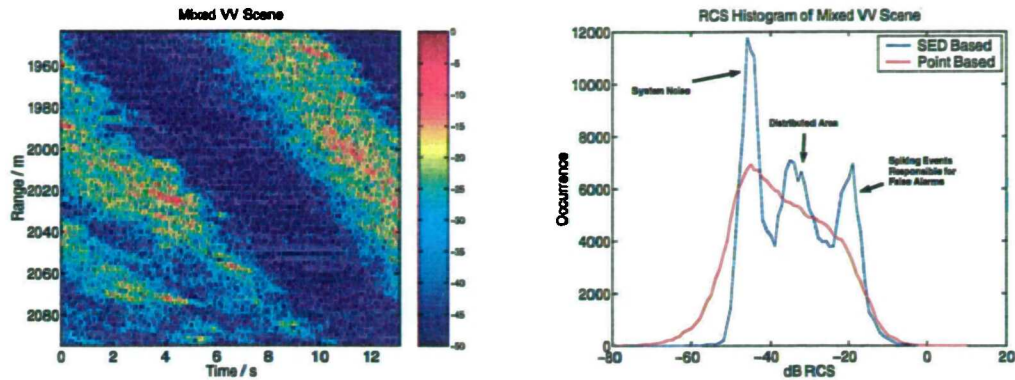 Mixed VV Scene
Range / m
1960
1980
2000
2020
2040
2060
2080
0
2
4
6
8
10
12
Time / s
0
-5
-10
-15
-20
-25
-30
-35
-40
-45
-50
RCS Histogram of Mixed VV Scene
Occurrence
12000
10000
8000
6000
4000
2000
0
-80
-60
-40
-20
0
20
dB RCS
SED Based
Point Based
System Noise
Distributed Area
Spiking Events
Responsible for
False Alarms